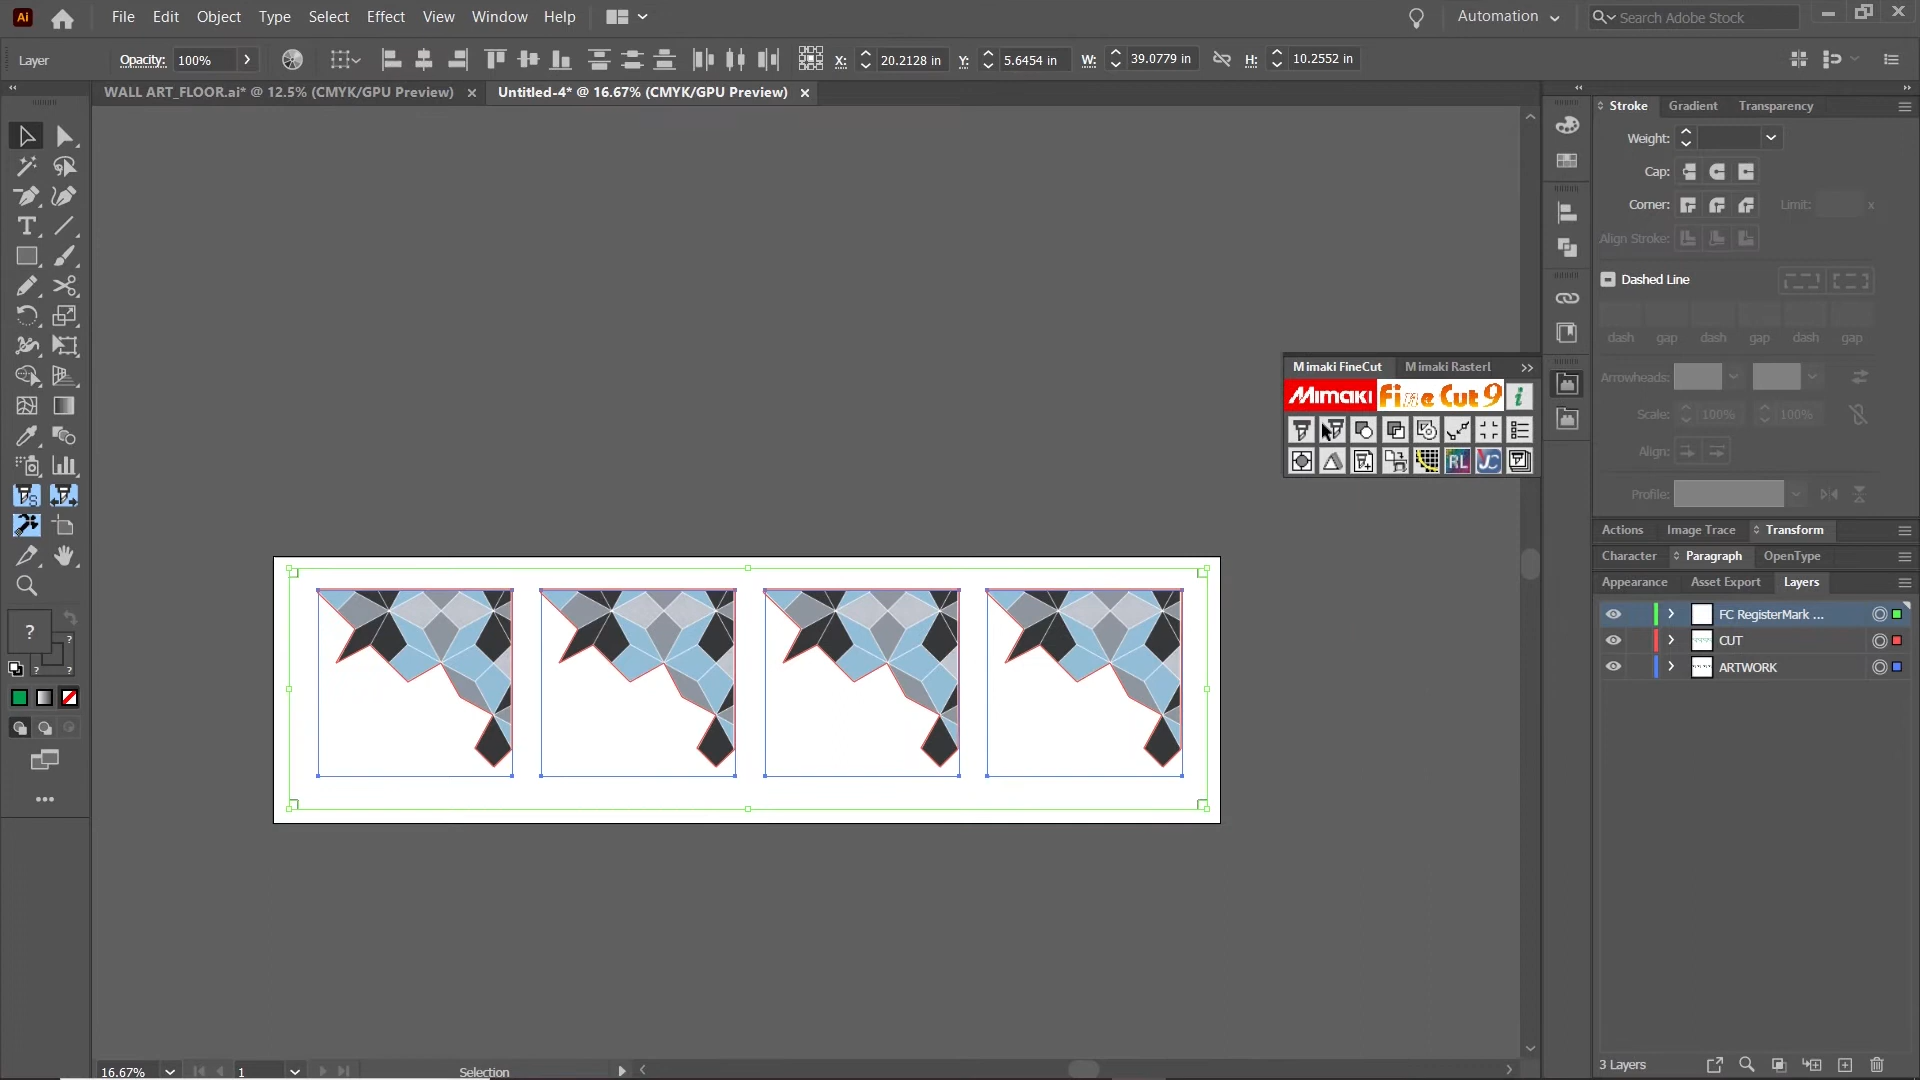 Ai File Edit Object Type Select Effect View Window Help Automation Search Adobe Stock
Layer Opacity: 100% X: 20.2128 in Y: 5.6454 in W: 39.0779 in H: 10.2552 in
WALL ART_FLOOR.ai* @ 12.5% (CMYK/GPU Preview) Untitled-4* @ 16.67% (CMYK/GPU Preview)
Stroke Gradient Transparency
Weight:
Cap:
Corner: Limit: x
Align Stroke:
Dashed Line
dash gap dash gap dash gap
Arrowheads:
Scale: 100% 100%
Align:
Profile:
Mimaki FineCut Mimaki Rasterl
Mimaki Fine Cut 9 i
RL JC
Actions Image Trace Transform
Character Paragraph OpenType
Appearance Asset Export Layers
FC RegisterMark ...
CUT
ARTWORK
3 Layers
T
S
? ?
? ?
16.67% 1 Selection